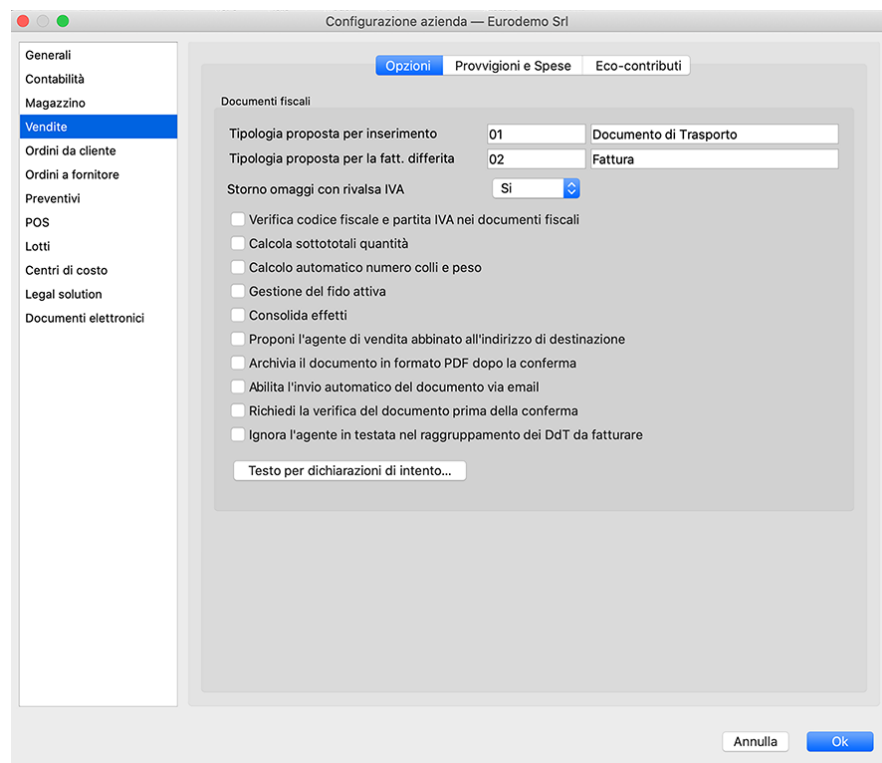 Configurazione azienda — Eurodemo Srl
Generali
Contabilità
Magazzino
Vendite
Ordini da cliente
Ordini a fornitore
Preventivi
POS
Lotti
Centri di costo
Legal solution
Documenti elettronici
Opzioni Provvigioni e Spese Eco-contributi
Documenti fiscali
Tipologia proposta per inserimento 01 Documento di Trasporto
Tipologia proposta per la fatt. differita 02 Fattura
Storno omaggi con rivalsa IVA Si
Verifica codice fiscale e partita IVA nei documenti fiscali
Calcola sottototali quantità
Calcolo automatico numero colli e peso
Gestione del fido attiva
Consolida effetti
Proponi l'agente di vendita abbinato all'indirizzo di destinazione
Archivia il documento in formato PDF dopo la conferma
Abilita l'invio automatico del documento via email
Richiedi la verifica del documento prima della conferma
Ignora l'agente in testata nel raggruppamento dei DdT da fatturare
Testo per dichiarazioni di intento...
Annulla Ok